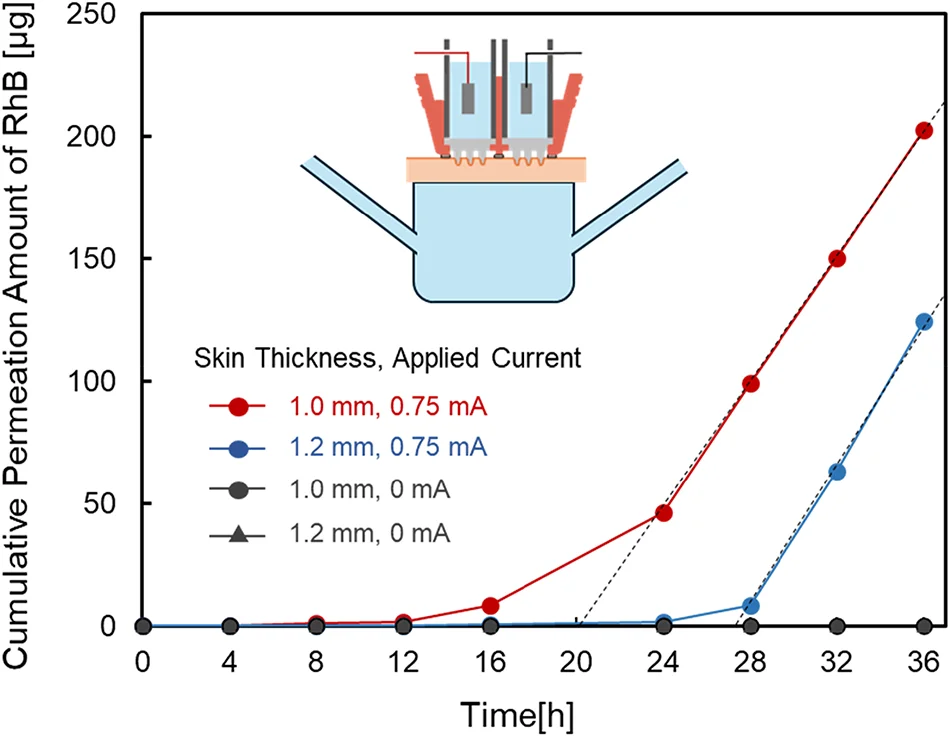 Cumulative Permeation Amount of RhB [µg]
250
200
150
100
50
0
Skin Thickness, Applied Current
1.0 mm, 0.75 mA
1.2 mm, 0.75 mA
1.0 mm, 0 mA
1.2 mm, 0 mA
0 4 8 12 16 20 24 28 32 36
Time[h]